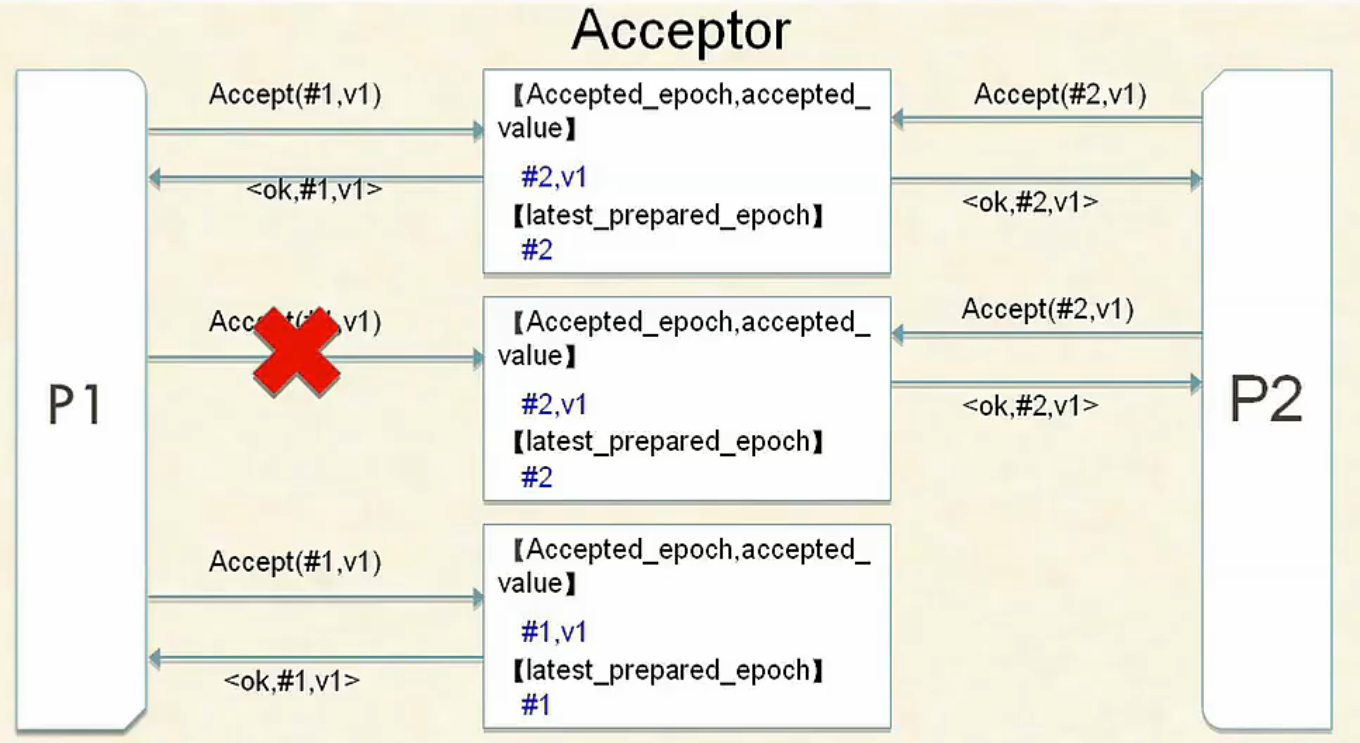 Acceptor
P1
Accept(#1,v1)
<ok,#1,v1>
【Accepted_epoch,accepted_
value】
#2,v1
【latest_prepared_epoch】
#2
Accept(#2,v1)
<ok,#2,v1>
v1)
【Accepted_epoch,accepted_
value】
#2,v1
【latest_prepared_epoch】
#2
Accept(#2,v1)
<ok,#2,v1>
Accept(#1,v1)
<ok,#1,v1>
【Accepted_epoch,accepted_
value】
#1,v1
【latest_prepared_epoch】
#1
P2